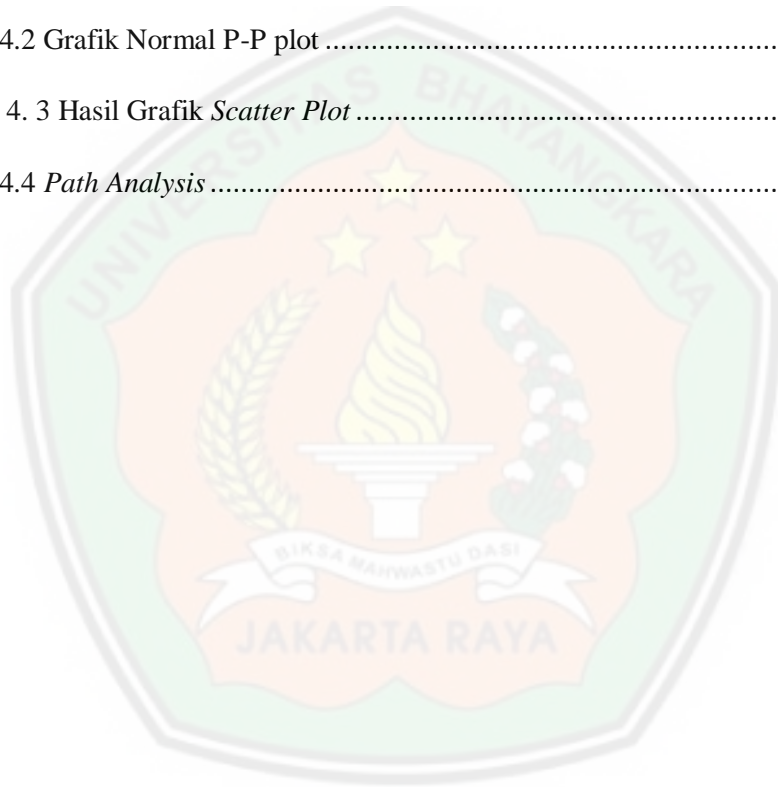 4.2 Grafik Normal P-P plot ..........................................................................
4. 3 Hasil Grafik Scatter Plot .....................................................................
4.4 Path Analysis .............................................................................................
UNIVERSITAS BHAYANGKARA
BIKSA MAHWASTU DASI
JAKARTA RAYA